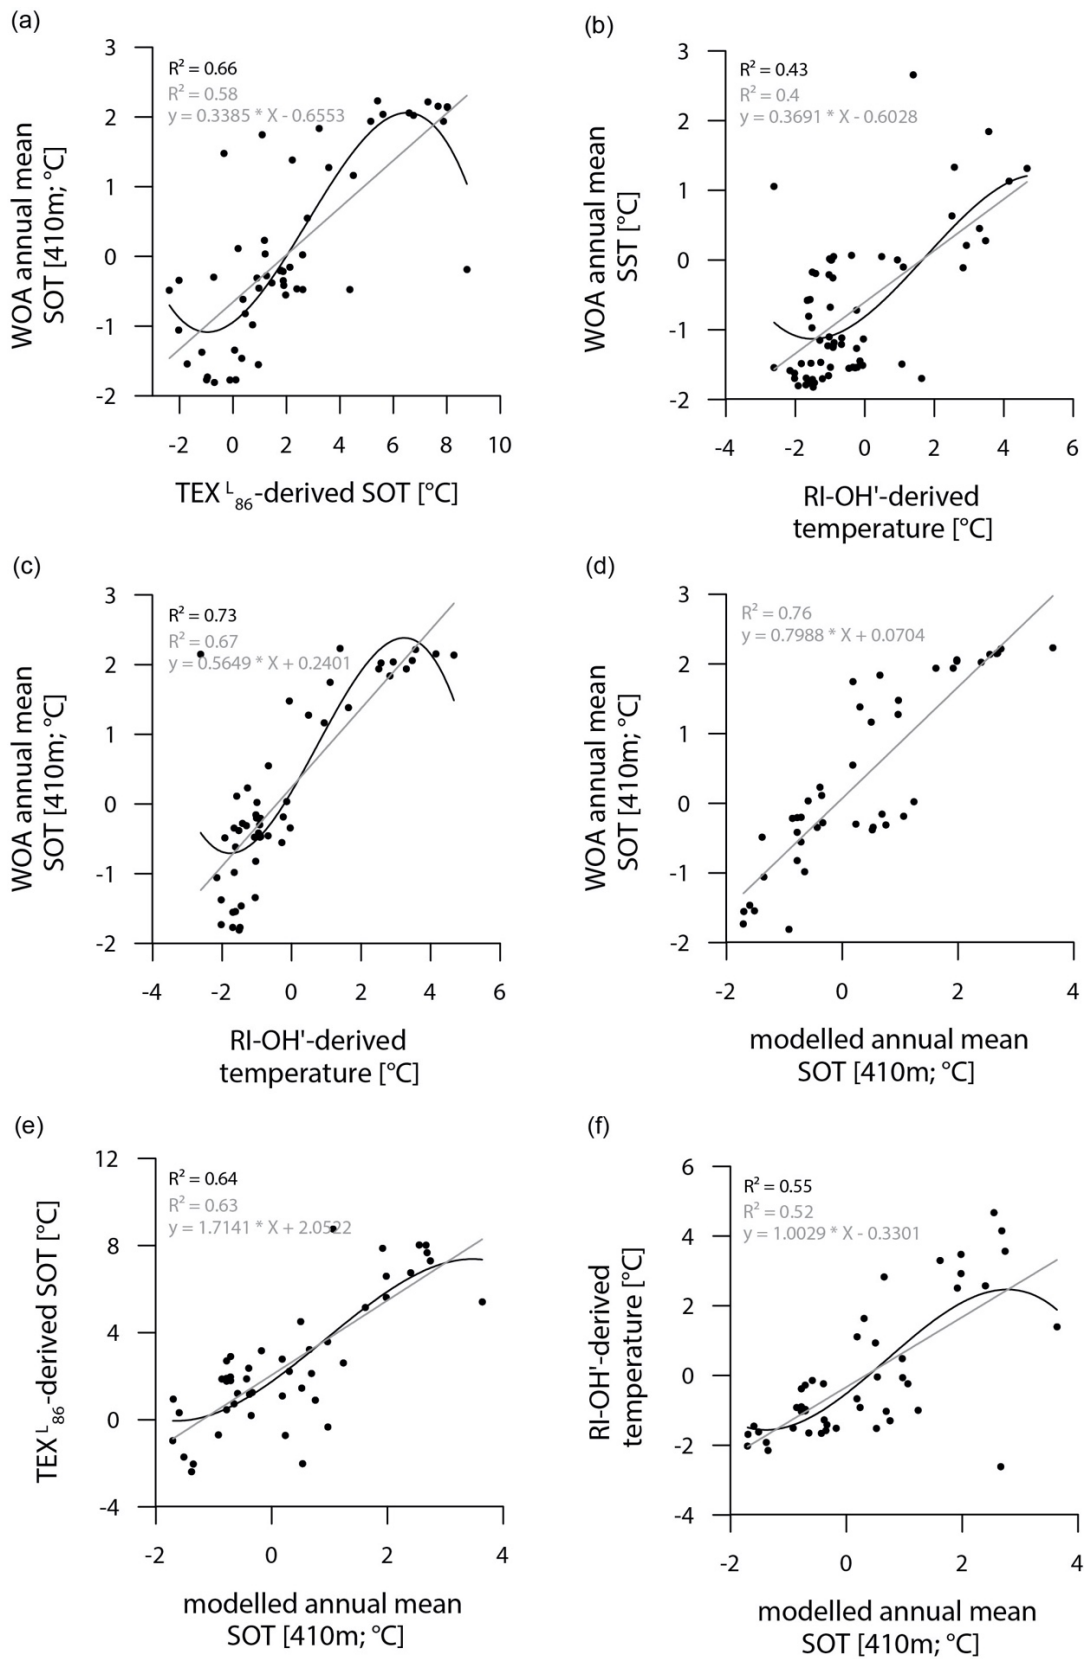 (a)
3
2
1
0
-1
-2
WOA annual mean
SOT [410m; °C]
R² = 0.66
R² = 0.58
y = 0.3385 * X - 0.6553
-2 0 2 4 6 8 10
TEX L 86-derived SOT [°C]
(b)
3
2
1
0
-1
-2
WOA annual mean
SST [°C]
R² = 0.43
R² = 0.4
y = 0.3691 * X - 0.6028
-4 -2 0 2 4 6
RI-OH'-derived
temperature [°C]
(c)
3
2
1
0
-1
-2
WOA annual mean
SOT [410m; °C]
R² = 0.73
R² = 0.67
y = 0.5649 * X + 0.2401
-4 -2 0 2 4 6
RI-OH'-derived
temperature [°C]
(d)
3
2
1
0
-1
-2
WOA annual mean
SOT [410m; °C]
R² = 0.76
y = 0.7988 * X + 0.0704
-2 0 2 4
modelled annual mean
SOT [410m; °C]
(e)
12
8
4
0
-4
TEX L 86-derived SOT [°C]
R² = 0.64
R² = 0.63
y = 1.7141 * X + 2.0522
-2 0 2 4
modelled annual mean
SOT [410m; °C]
(f)
6
4
2
0
-2
-4
RI-OH'-derived
temperature [°C]
R² = 0.55
R² = 0.52
y = 1.0029 * X - 0.3301
-2 0 2 4
modelled annual mean
SOT [410m; °C]